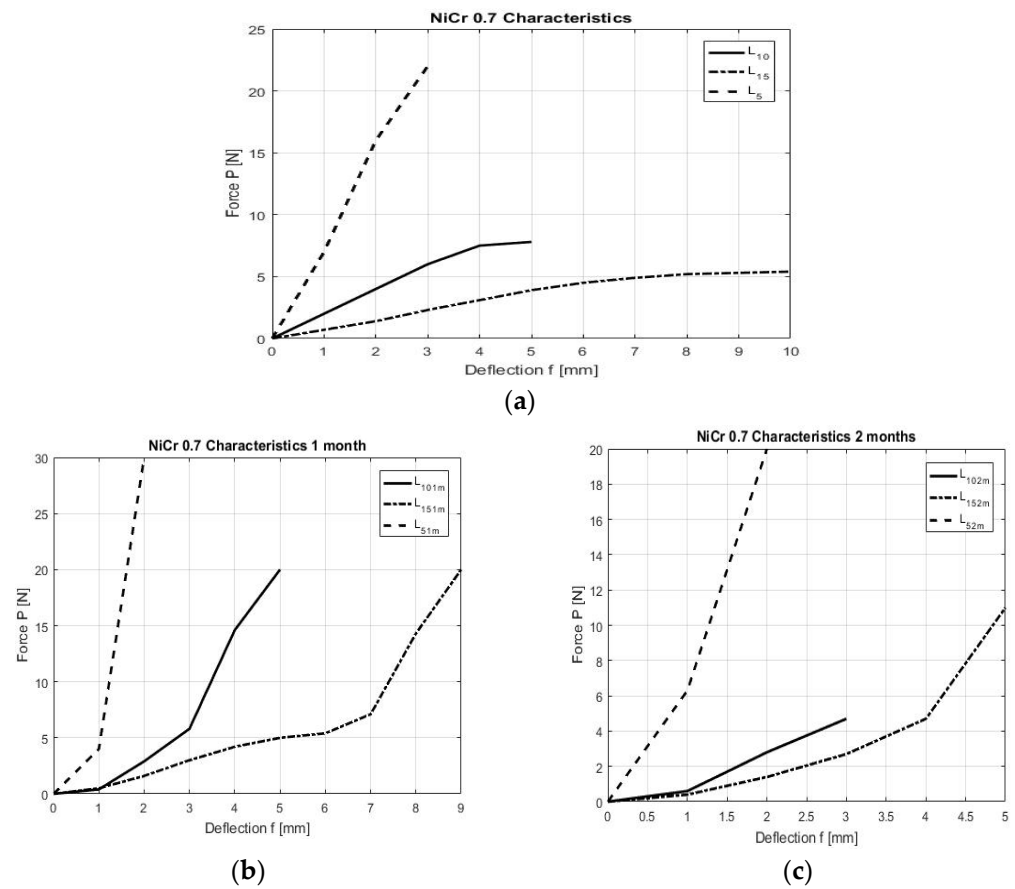 NiCr 0.7 Characteristics
25
20
15
10
5
0
Force P [N]
L10
L15
L5
0 1 2 3 4 5 6 7 8 9 10
Deflection f [mm]
(a)
NiCr 0.7 Characteristics 1 month
30
25
20
15
10
5
0
Force P [N]
L101m
L151m
L51m
0 1 2 3 4 5 6 7 8 9
Deflection f [mm]
(b)
NiCr 0.7 Characteristics 2 months
20
18
16
14
12
10
8
6
4
2
0
Force P [N]
L102m
L152m
L52m
0 0.5 1 1.5 2 2.5 3 3.5 4 4.5 5
Deflection f [mm]
(c)